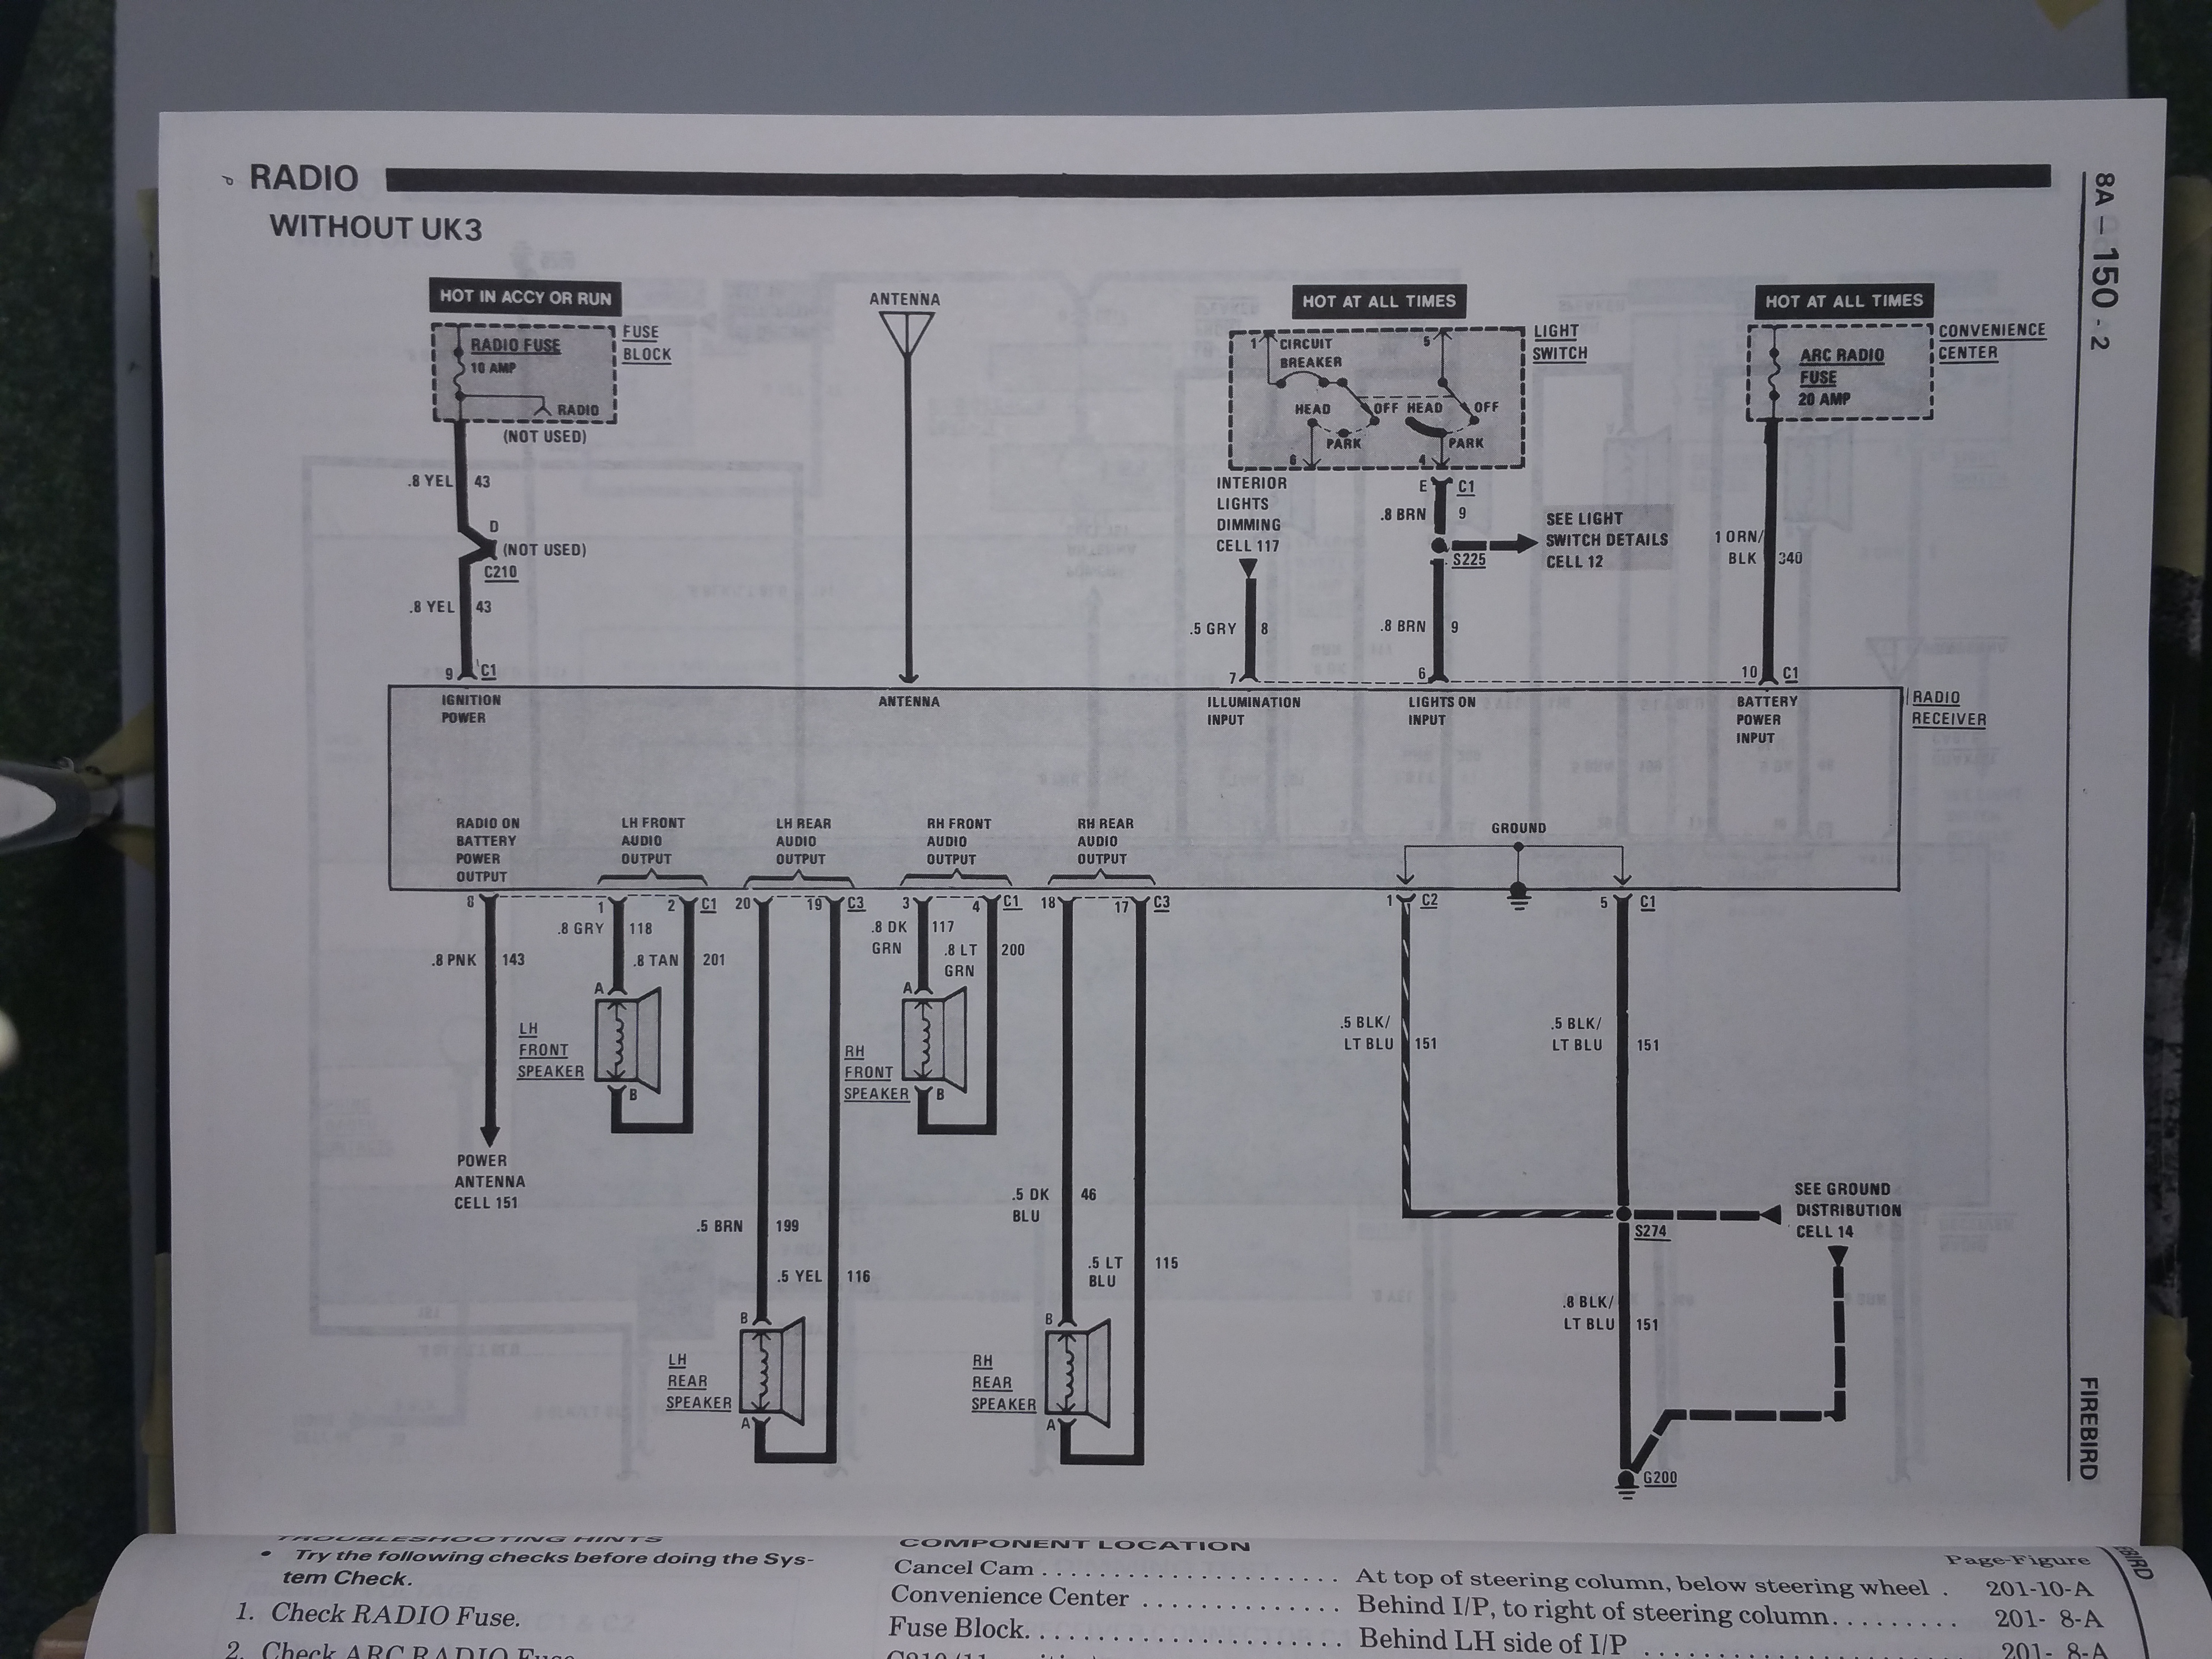 RADIO
WITHOUT UK3
8A – 150 - 2
FIREBIRD
HOT IN ACCY OR RUN
RADIO FUSE
10 AMP
RADIO
FUSE
BLOCK
(NOT USED)
.8 YEL 43
D
(NOT USED)
C210
.8 YEL 43
9 C1
ANTENNA
HOT AT ALL TIMES
1 CIRCUIT
BREAKER
5
HEAD OFF HEAD OFF
PARK PARK
6 4
LIGHT
SWITCH
INTERIOR
LIGHTS
DIMMING
CELL 117
E C1
.8 BRN 9
S225
SEE LIGHT
SWITCH DETAILS
CELL 12
.5 GRY 8
.8 BRN 9
7 6
HOT AT ALL TIMES
ARC RADIO
FUSE
20 AMP
CONVENIENCE
CENTER
1 ORN/
BLK 340
10 C1
IGNITION
POWER
ANTENNA
ILLUMINATION
INPUT
LIGHTS ON
INPUT
BATTERY
POWER
INPUT
RADIO
RECEIVER
RADIO ON
BATTERY
POWER
OUTPUT
LH FRONT
AUDIO
OUTPUT
LH REAR
AUDIO
OUTPUT
RH FRONT
AUDIO
OUTPUT
RH REAR
AUDIO
OUTPUT
GROUND
8 1 2 C1 20 19 C3 3 4 C1 18 17 C3 1 C2 5 C1
.8 PNK 143
.8 GRY 118
.8 TAN 201
.8 DK
GRN 117
.8 LT
GRN 200
A
B
LH
FRONT
SPEAKER
A
B
RH
FRONT
SPEAKER
.5 BLK/
LT BLU 151
.5 BLK/
LT BLU 151
POWER
ANTENNA
CELL 151
.5 BRN 199
.5 YEL 116
.5 DK
BLU 46
.5 LT
BLU 115
S274
SEE GROUND
DISTRIBUTION
CELL 14
.8 BLK/
LT BLU 151
B
A
LH
REAR
SPEAKER
B
A
RH
REAR
SPEAKER
G200
TROUBLESHOOTING HINTS
• Try the following checks before doing the Sys-
tem Check.
1. Check RADIO Fuse.
2. Check ARC RADIO Fuse
COMPONENT LOCATION
Page-Figure
Cancel Cam . . . . . . . . . . . . . . . . . . . . . . At top of steering column, below steering wheel . 201-10-A
Convenience Center . . . . . . . . . . . . . . Behind I/P, to right of steering column. . . . . . . . . 201- 8-A
Fuse Block. . . . . . . . . . . . . . . . . . . . . . . Behind LH side of I/P . . . . . . . . . . . . . . . . . . 201- 8-A